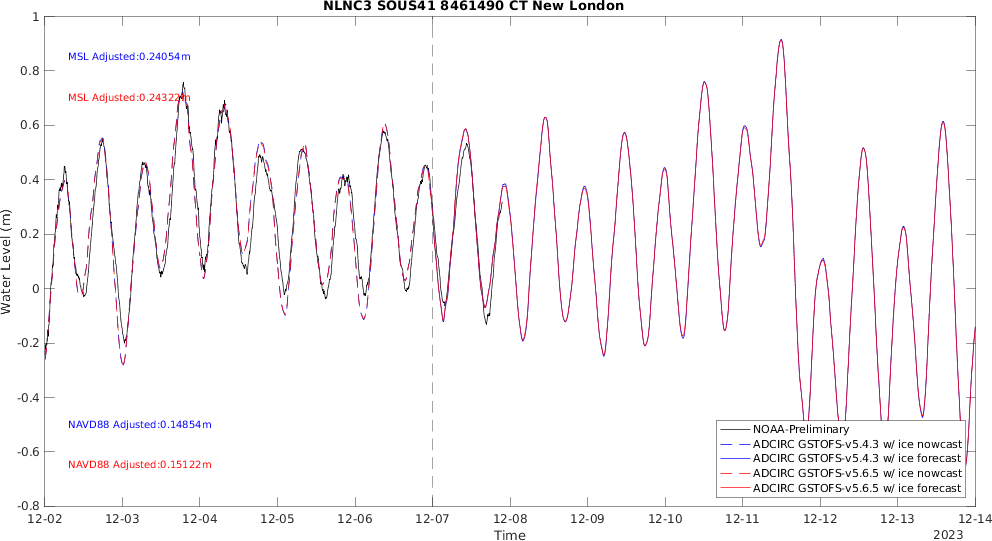 NLNC3 SOUS41 8461490 CT New London
1
0.8
0.6
0.4
0.2
0
-0.2
-0.4
-0.6
-0.8
Water Level (m)
MSL Adjusted:0.24054m
MSL Adjusted:0.24322m
NAVD88 Adjusted:0.14854m
NAVD88 Adjusted:0.15122m
NOAA-Preliminary
ADCIRC GSTOFS-v5.4.3 w/ ice nowcast
ADCIRC GSTOFS-v5.4.3 w/ ice forecast
ADCIRC GSTOFS-v5.6.5 w/ ice nowcast
ADCIRC GSTOFS-v5.6.5 w/ ice forecast
12-02 12-03 12-04 12-05 12-06 12-07 12-08 12-09 12-10 12-11 12-12 12-13 12-14
Time
2023